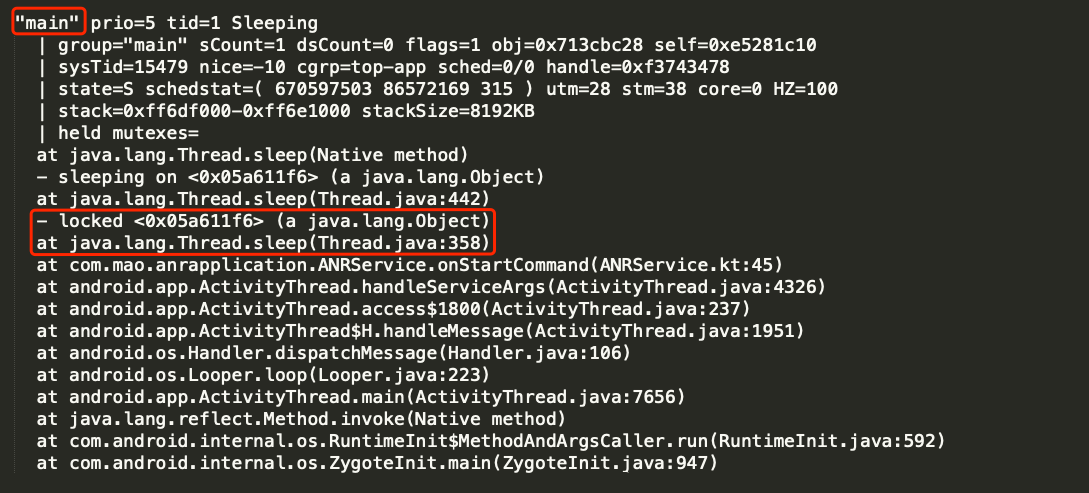 "main" prio=5 tid=1 Sleeping
| group="main" sCount=1 dsCount=0 flags=1 obj=0x713cbc28 self=0xe5281c10
| sysTid=15479 nice=-10 cgrp=top-app sched=0/0 handle=0xf3743478
| state=S schedstat=( 670597503 86572169 315 ) utm=28 stm=38 core=0 HZ=100
| stack=0xff6df000-0xff6e1000 stackSize=8192KB
| held mutexes=
at java.lang.Thread.sleep(Native method)
- sleeping on <0x05a611f6> (a java.lang.Object)
at java.lang.Thread.sleep(Thread.java:442)
- locked <0x05a611f6> (a java.lang.Object)
at java.lang.Thread.sleep(Thread.java:358)
at com.mao.anrapplication.ANRService.onStartCommand(ANRService.kt:45)
at android.app.ActivityThread.handleServiceArgs(ActivityThread.java:4326)
at android.app.ActivityThread.access$1800(ActivityThread.java:237)
at android.app.ActivityThread$H.handleMessage(ActivityThread.java:1951)
at android.os.Handler.dispatchMessage(Handler.java:106)
at android.os.Looper.loop(Looper.java:223)
at android.app.ActivityThread.main(ActivityThread.java:7656)
at java.lang.reflect.Method.invoke(Native method)
at com.android.internal.os.RuntimeInit$MethodAndArgsCaller.run(RuntimeInit.java:592)
at com.android.internal.os.ZygoteInit.main(ZygoteInit.java:947)